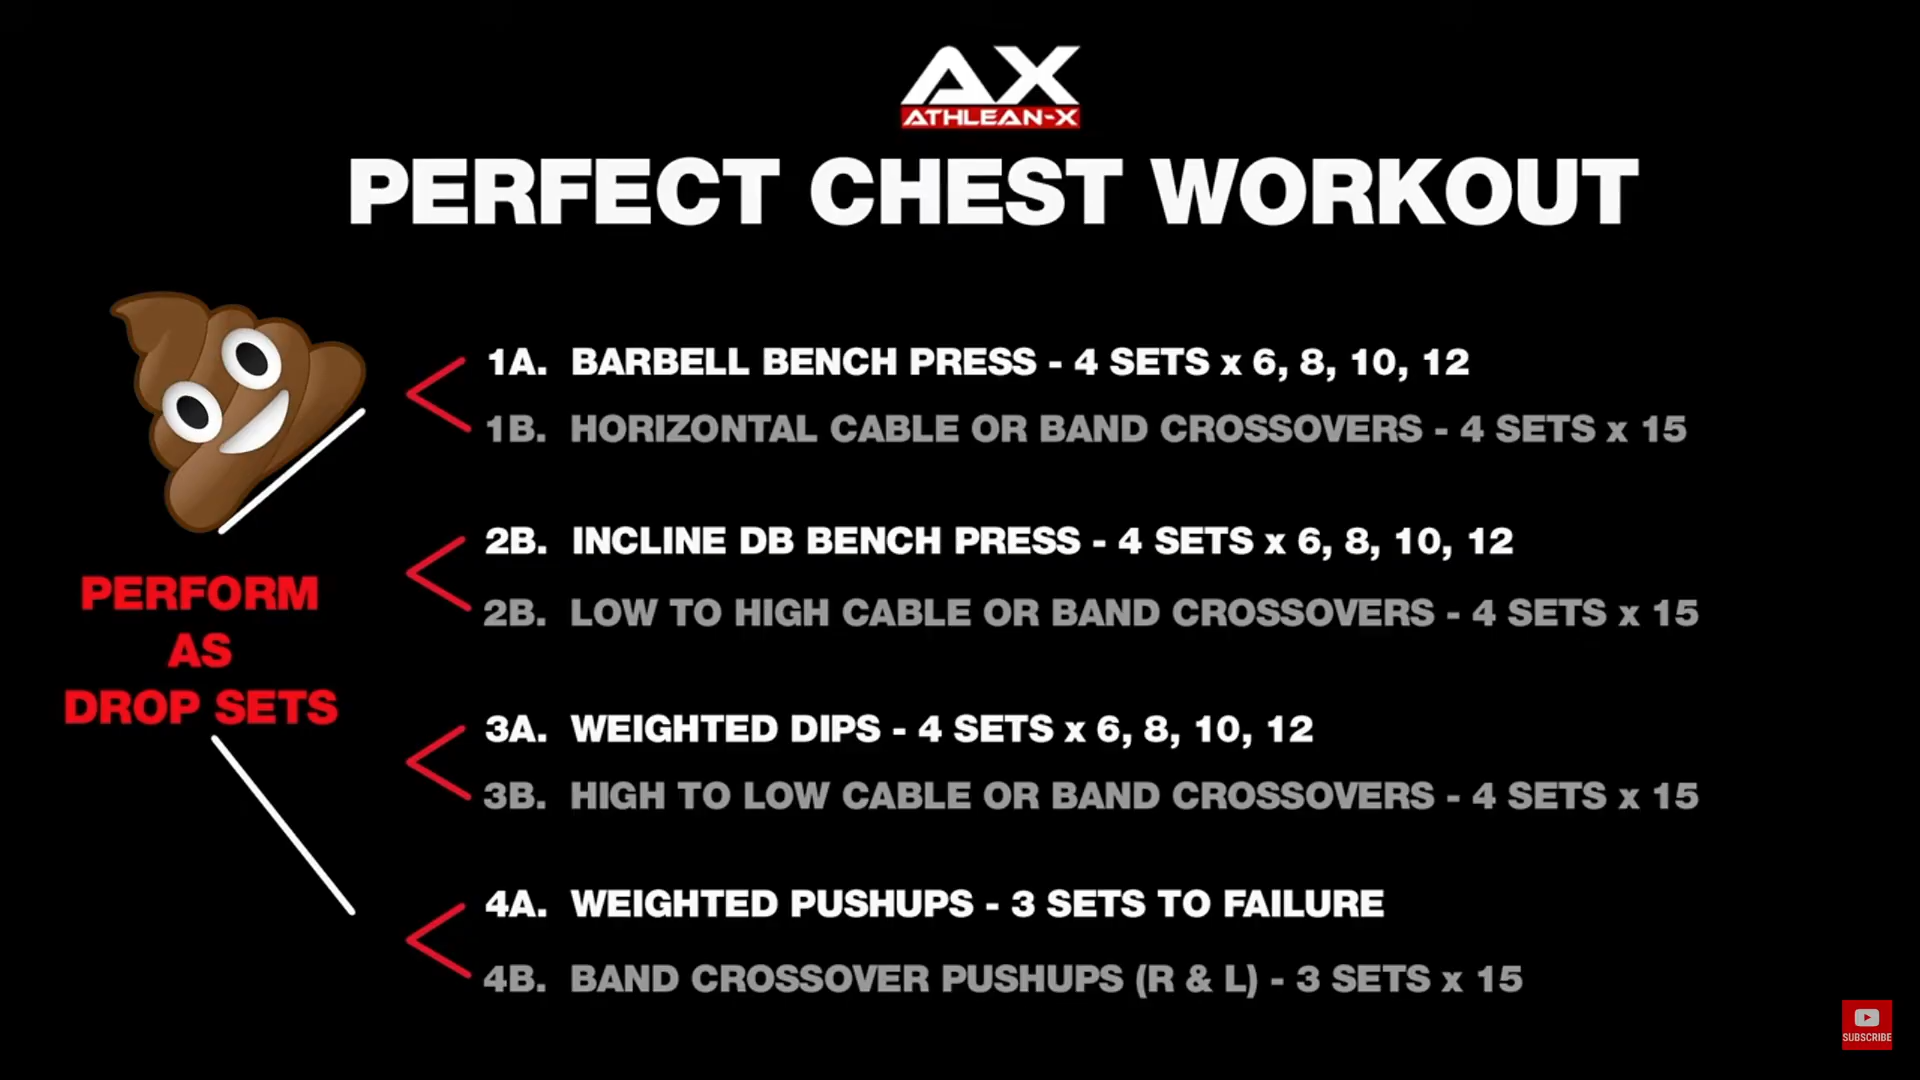 AX
ATHLEAN-X
PERFECT CHEST WORKOUT
1A. BARBELL BENCH PRESS - 4 SETS x 6, 8, 10, 12
1B. HORIZONTAL CABLE OR BAND CROSSOVERS - 4 SETS x 15
2B. INCLINE DB BENCH PRESS - 4 SETS x 6, 8, 10, 12
2B. LOW TO HIGH CABLE OR BAND CROSSOVERS - 4 SETS x 15
PERFORM
AS
DROP SETS
3A. WEIGHTED DIPS - 4 SETS x 6, 8, 10, 12
3B. HIGH TO LOW CABLE OR BAND CROSSOVERS - 4 SETS x 15
4A. WEIGHTED PUSHUPS - 3 SETS TO FAILURE
4B. BAND CROSSOVER PUSHUPS (R & L) - 3 SETS x 15
SUBSCRIBE